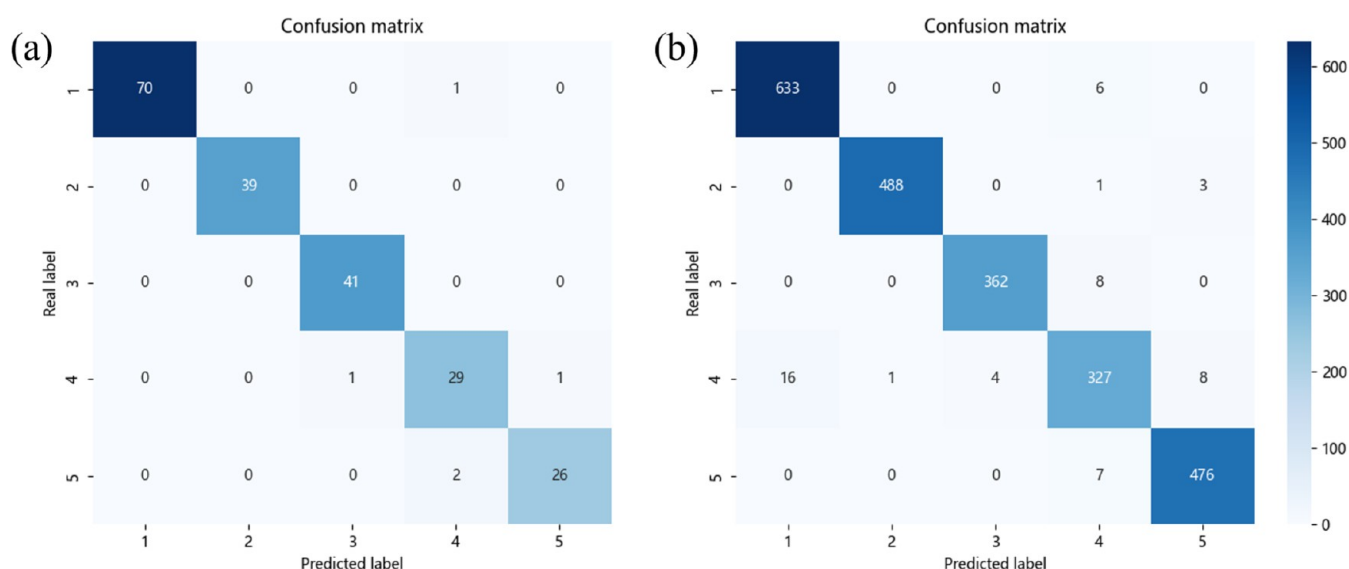 (a)
Confusion matrix
Real label
1 70 0 0 1 0
2 0 39 0 0 0
3 0 0 41 0 0
4 0 0 1 29 1
5 0 0 0 2 26
1 2 3 4 5
Predicted label
(b)
Confusion matrix
Real label
1 633 0 0 6 0
2 0 488 0 1 3
3 0 0 362 8 0
4 16 1 4 327 8
5 0 0 0 7 476
1 2 3 4 5
Predicted label
600
500
400
300
200
100
0